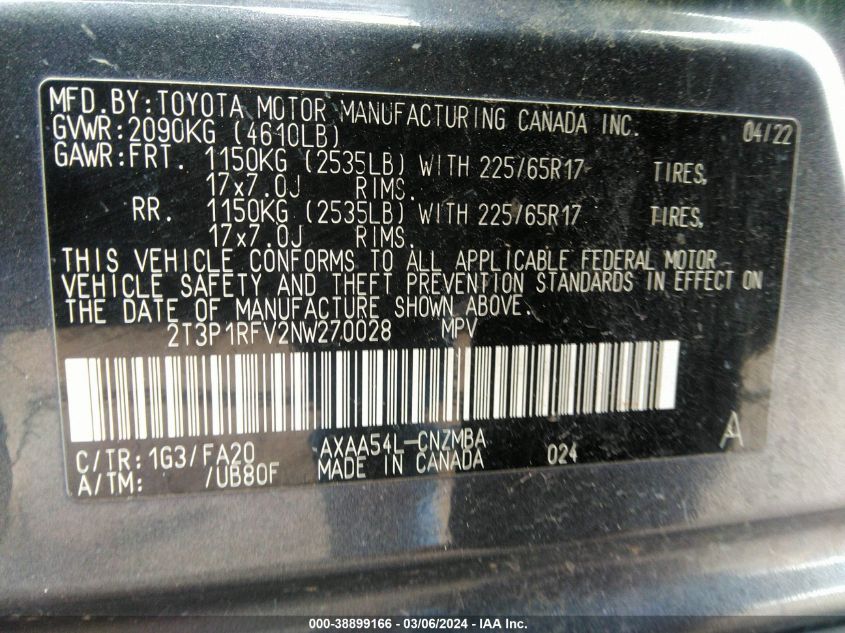 MFD.BY:TOYOTA MOTOR MANUFACTURING CANADA INC. 04/22
GVWR:2090KG (4610LB)
GAWR:FRT. 1150KG (2535LB) WITH 225/65R17 TIRES,
17x7.0J RIMS.
RR. 1150KG (2535LB) WITH 225/65R17 TIRES,
17x7.0J RIMS.
THIS VEHICLE CONFORMS TO ALL APPLICABLE FEDERAL MOTOR
VEHICLE SAFETY AND THEFT PREVENTION STANDARDS IN EFFECT ON
THE DATE OF MANUFACTURE SHOWN ABOVE.
2T3P1RFV2NW270028 MPV
C/TR:1G3/FA20 AXAA54L-CNZMBA 024 A
A/TM: /UB80F MADE IN CANADA
000-38899166 - 03/06/2024 - IAA Inc.